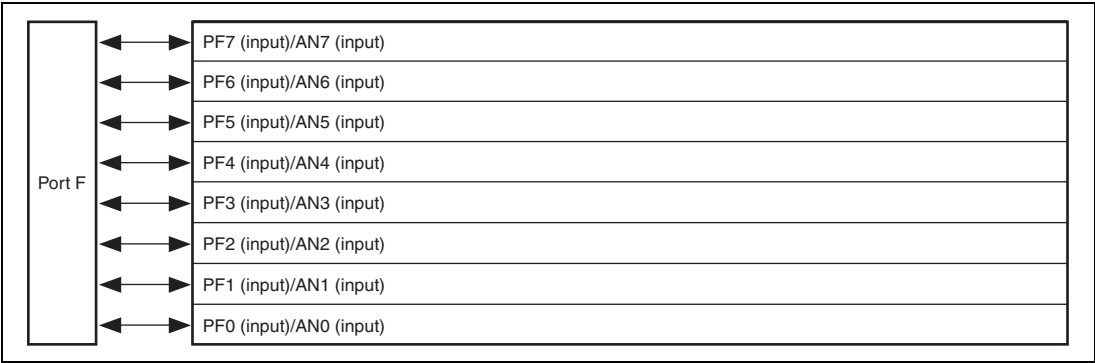 PF7 (input)/AN7 (input)
PF6 (input)/AN6 (input)
PF5 (input)/AN5 (input)
PF4 (input)/AN4 (input)
Port F
PF3 (input)/AN3 (input)
PF2 (input)/AN2 (input)
PF1 (input)/AN1 (input)
PF0 (input)/AN0 (input)